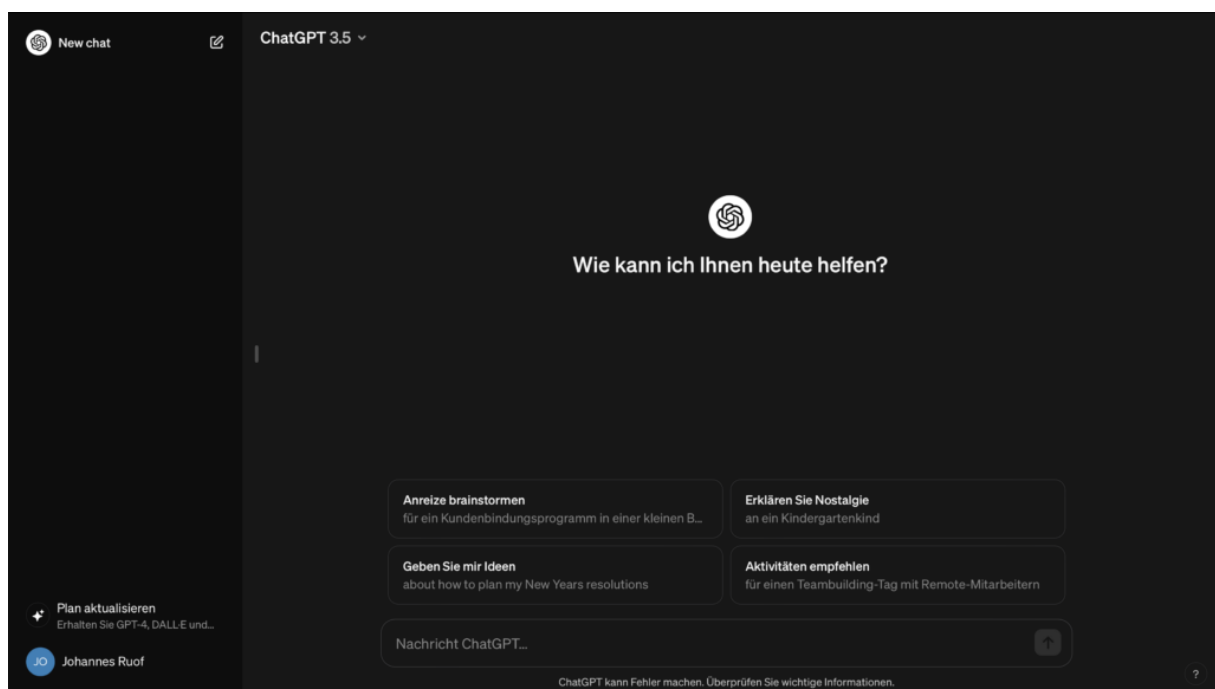 New chat
ChatGPT 3.5
Wie kann ich Ihnen heute helfen?
Anreize brainstormen
für ein Kundenbindungsprogramm in einer kleinen B...
Erklären Sie Nostalgie
an ein Kindergartenkind
Geben Sie mir Ideen
about how to plan my New Years resolutions
Aktivitäten empfehlen
für einen Teambuilding-Tag mit Remote-Mitarbeitern
Plan aktualisieren
Erhalten Sie GPT-4, DALL·E und...
JO Johannes Ruof
Nachricht ChatGPT...
ChatGPT kann Fehler machen. Überprüfen Sie wichtige Informationen.
?